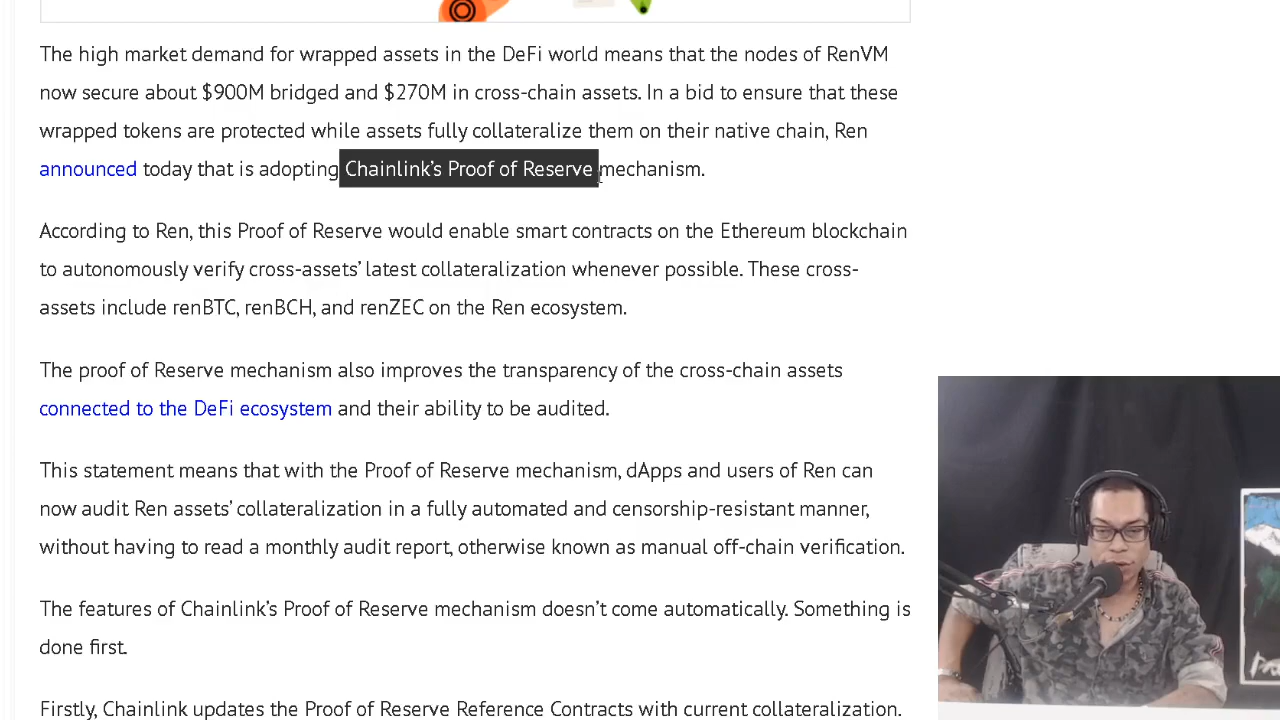 The high market demand for wrapped assets in the DeFi world means that the nodes of RenVM
now secure about $900M bridged and $270M in cross-chain assets. In a bid to ensure that these
wrapped tokens are protected while assets fully collateralize them on their native chain, Ren
announced today that is adopting Chainlink's Proof of Reserve mechanism.
According to Ren, this Proof of Reserve would enable smart contracts on the Ethereum blockchain
to autonomously verify cross-assets' latest collateralization whenever possible. These cross-
assets include renBTC, renBCH, and renZEC on the Ren ecosystem.
The proof of Reserve mechanism also improves the transparency of the cross-chain assets
connected to the DeFi ecosystem and their ability to be audited.
This statement means that with the Proof of Reserve mechanism, dApps and users of Ren can
now audit Ren assets' collateralization in a fully automated and censorship-resistant manner,
without having to read a monthly audit report, otherwise known as manual off-chain verification.
The features of Chainlink's Proof of Reserve mechanism doesn't come automatically. Something is
done first.
Firstly, Chainlink updates the Proof of Reserve Reference Contracts with current collateralization.